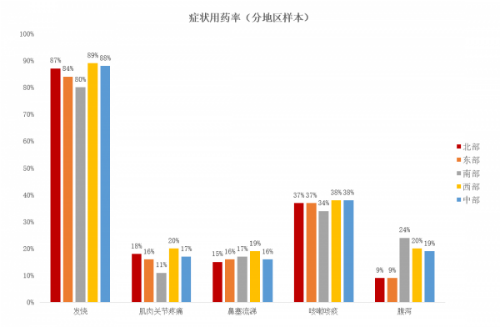 症状用药率（分地区样本）
100%
90%
80%
70%
60%
50%
40%
30%
20%
10%
0%
87% 84% 80% 89% 88%
18% 16% 11% 20% 17%
15% 16% 17% 19% 16%
37% 37% 34% 38% 38%
9% 9% 24% 20% 19%
发烧 肌肉关节疼痛 鼻塞流涕 咳嗽咳痰 腹泻
北部
东部
南部
西部
中部